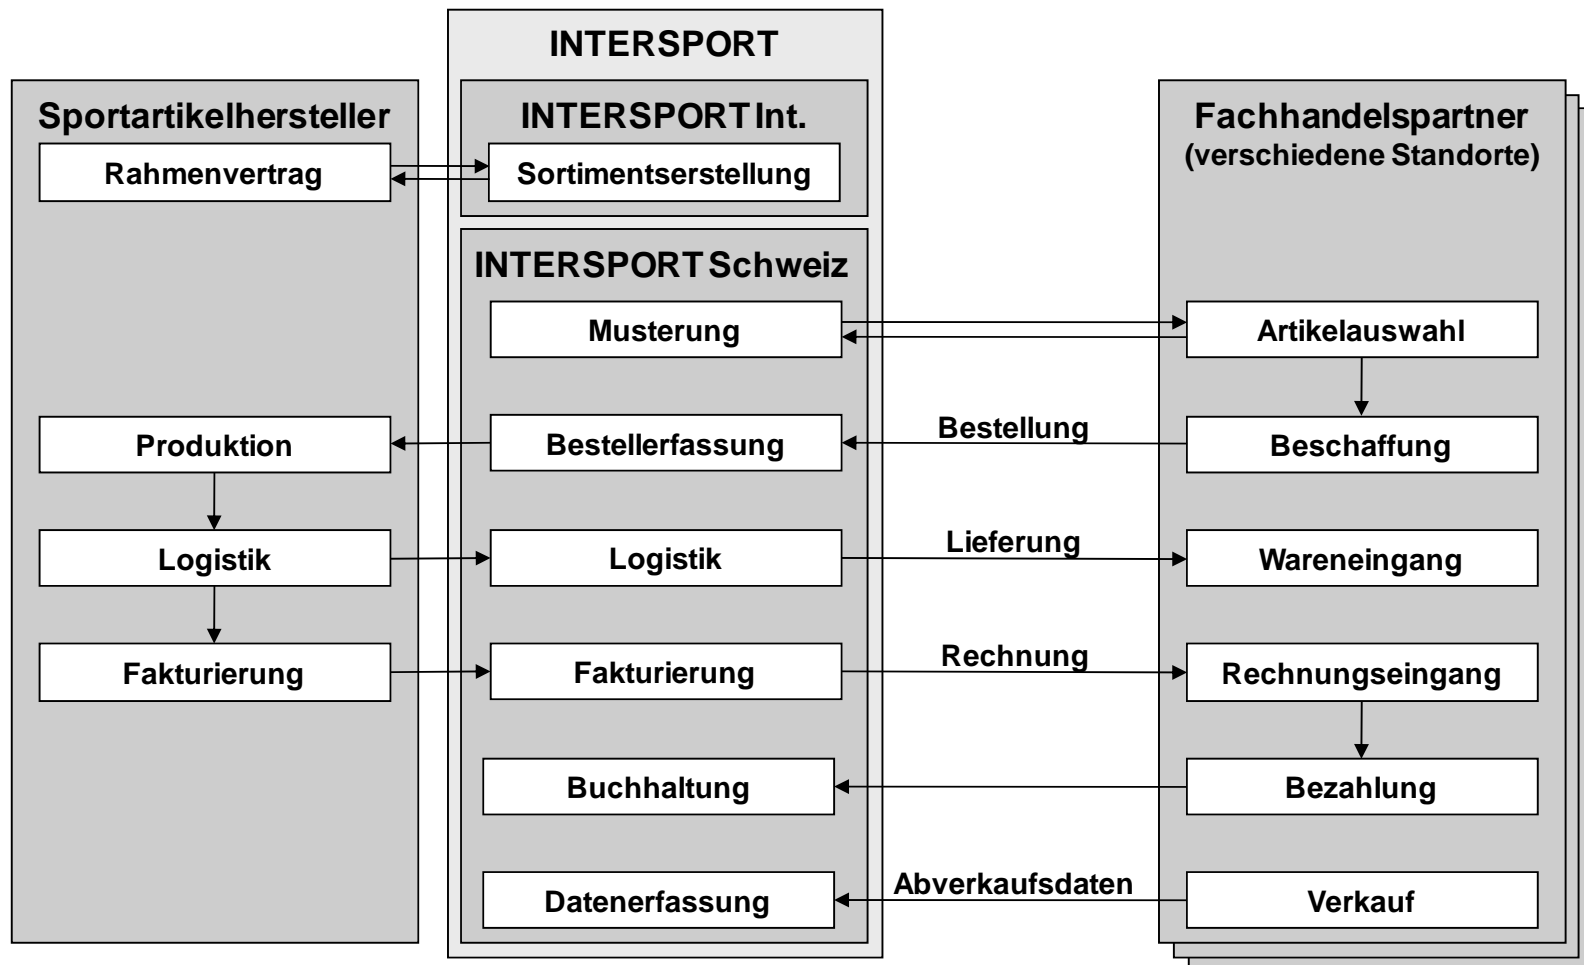 INTERSPORT
Sportartikelhersteller
Rahmenvertrag
Produktion
Logistik
Fakturierung
INTERSPORT Int.
Sortimentserstellung
INTERSPORT Schweiz
Musterung
Bestellerfassung
Logistik
Fakturierung
Buchhaltung
Datenerfassung
Bestellung
Lieferung
Rechnung
Abverkaufsdaten
Fachhandelspartner
(verschiedene Standorte)
Artikelauswahl
Beschaffung
Wareneingang
Rechnungseingang
Bezahlung
Verkauf